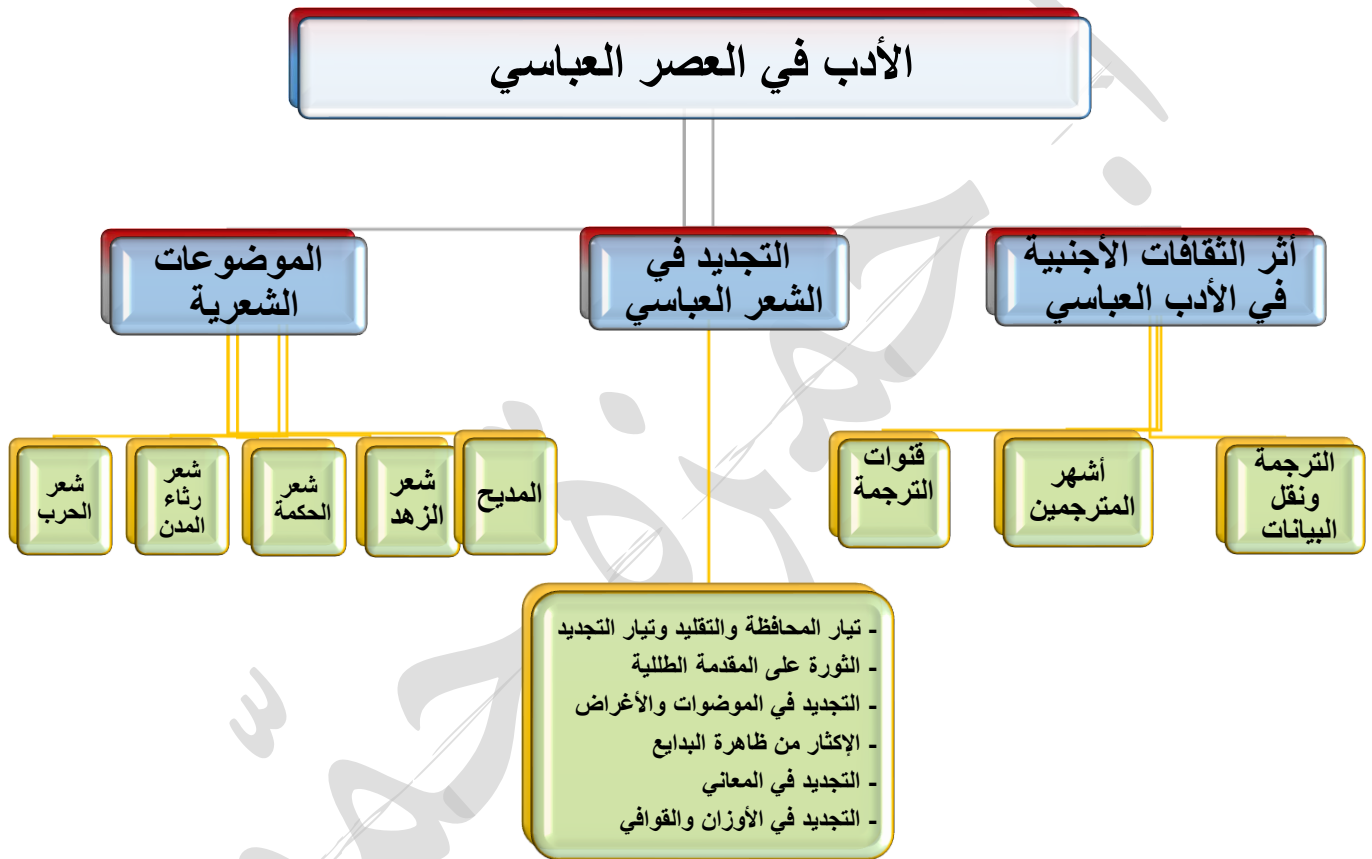 الأدب في العصر العباسي
أثر الثقافات الأجنبية
في الأدب العباسي
التجديد في
الشعر العباسي
الموضوعات
الشعرية
الترجمة
ونقل
البيانات
أشهر
المترجمين
قنوات
الترجمة
المديح
شعر
الزهد
شعر
الحكمة
شعر
رثاء
المدن
شعر
الحرب
- تيار المحافظة والتقليد وتيار التجديد
- الثورة على المقدمة الطللية
- التجديد في الموضوات والأغراض
- الإكثار من ظاهرة البدايع
- التجديد في المعاني
- التجديد في الأوزان والقوافي